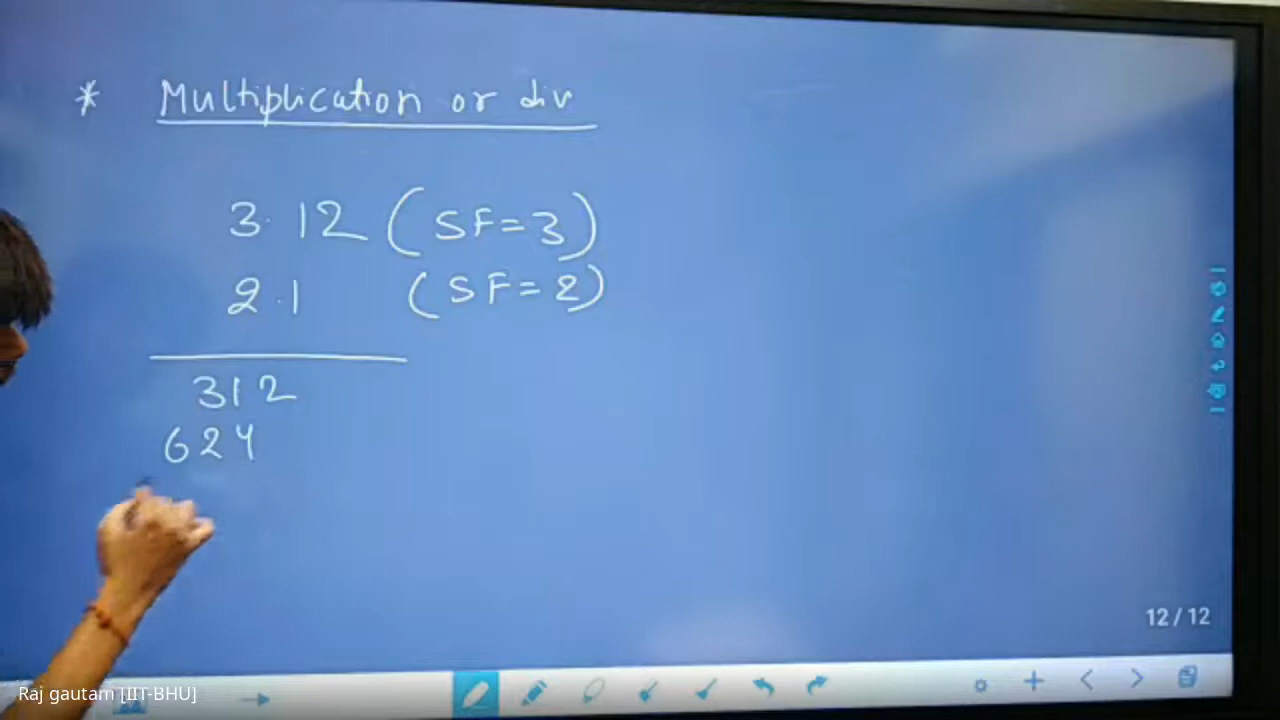 * Multiplication or div
3.12 (SF=3)
2.1 (SF=2)
312
624
12/12
Raj gautam [IIT-BHU]